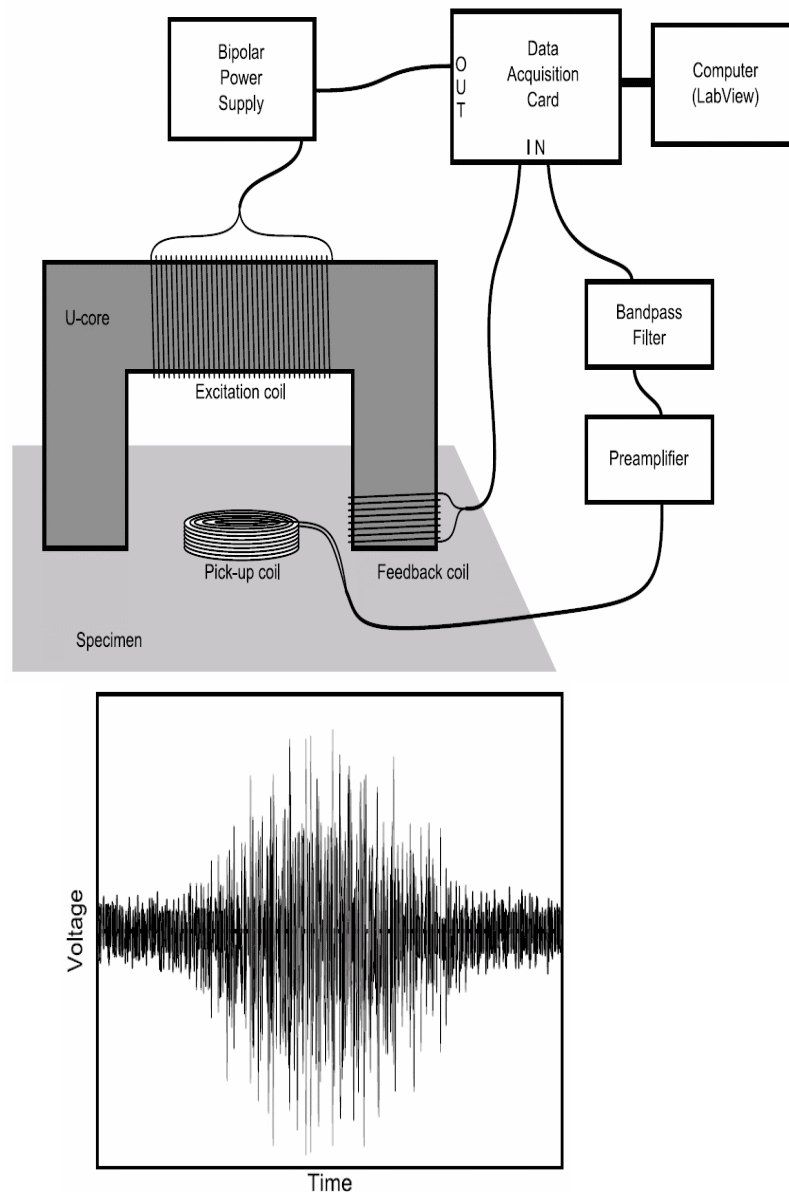 Bipolar
Power
Supply
OUT
Data
Acquisition
Card
IN
Computer
(LabView)
U-core
Excitation coil
Bandpass
Filter
Preamplifier
Pick-up coil
Feedback coil
Specimen
Voltage
Time